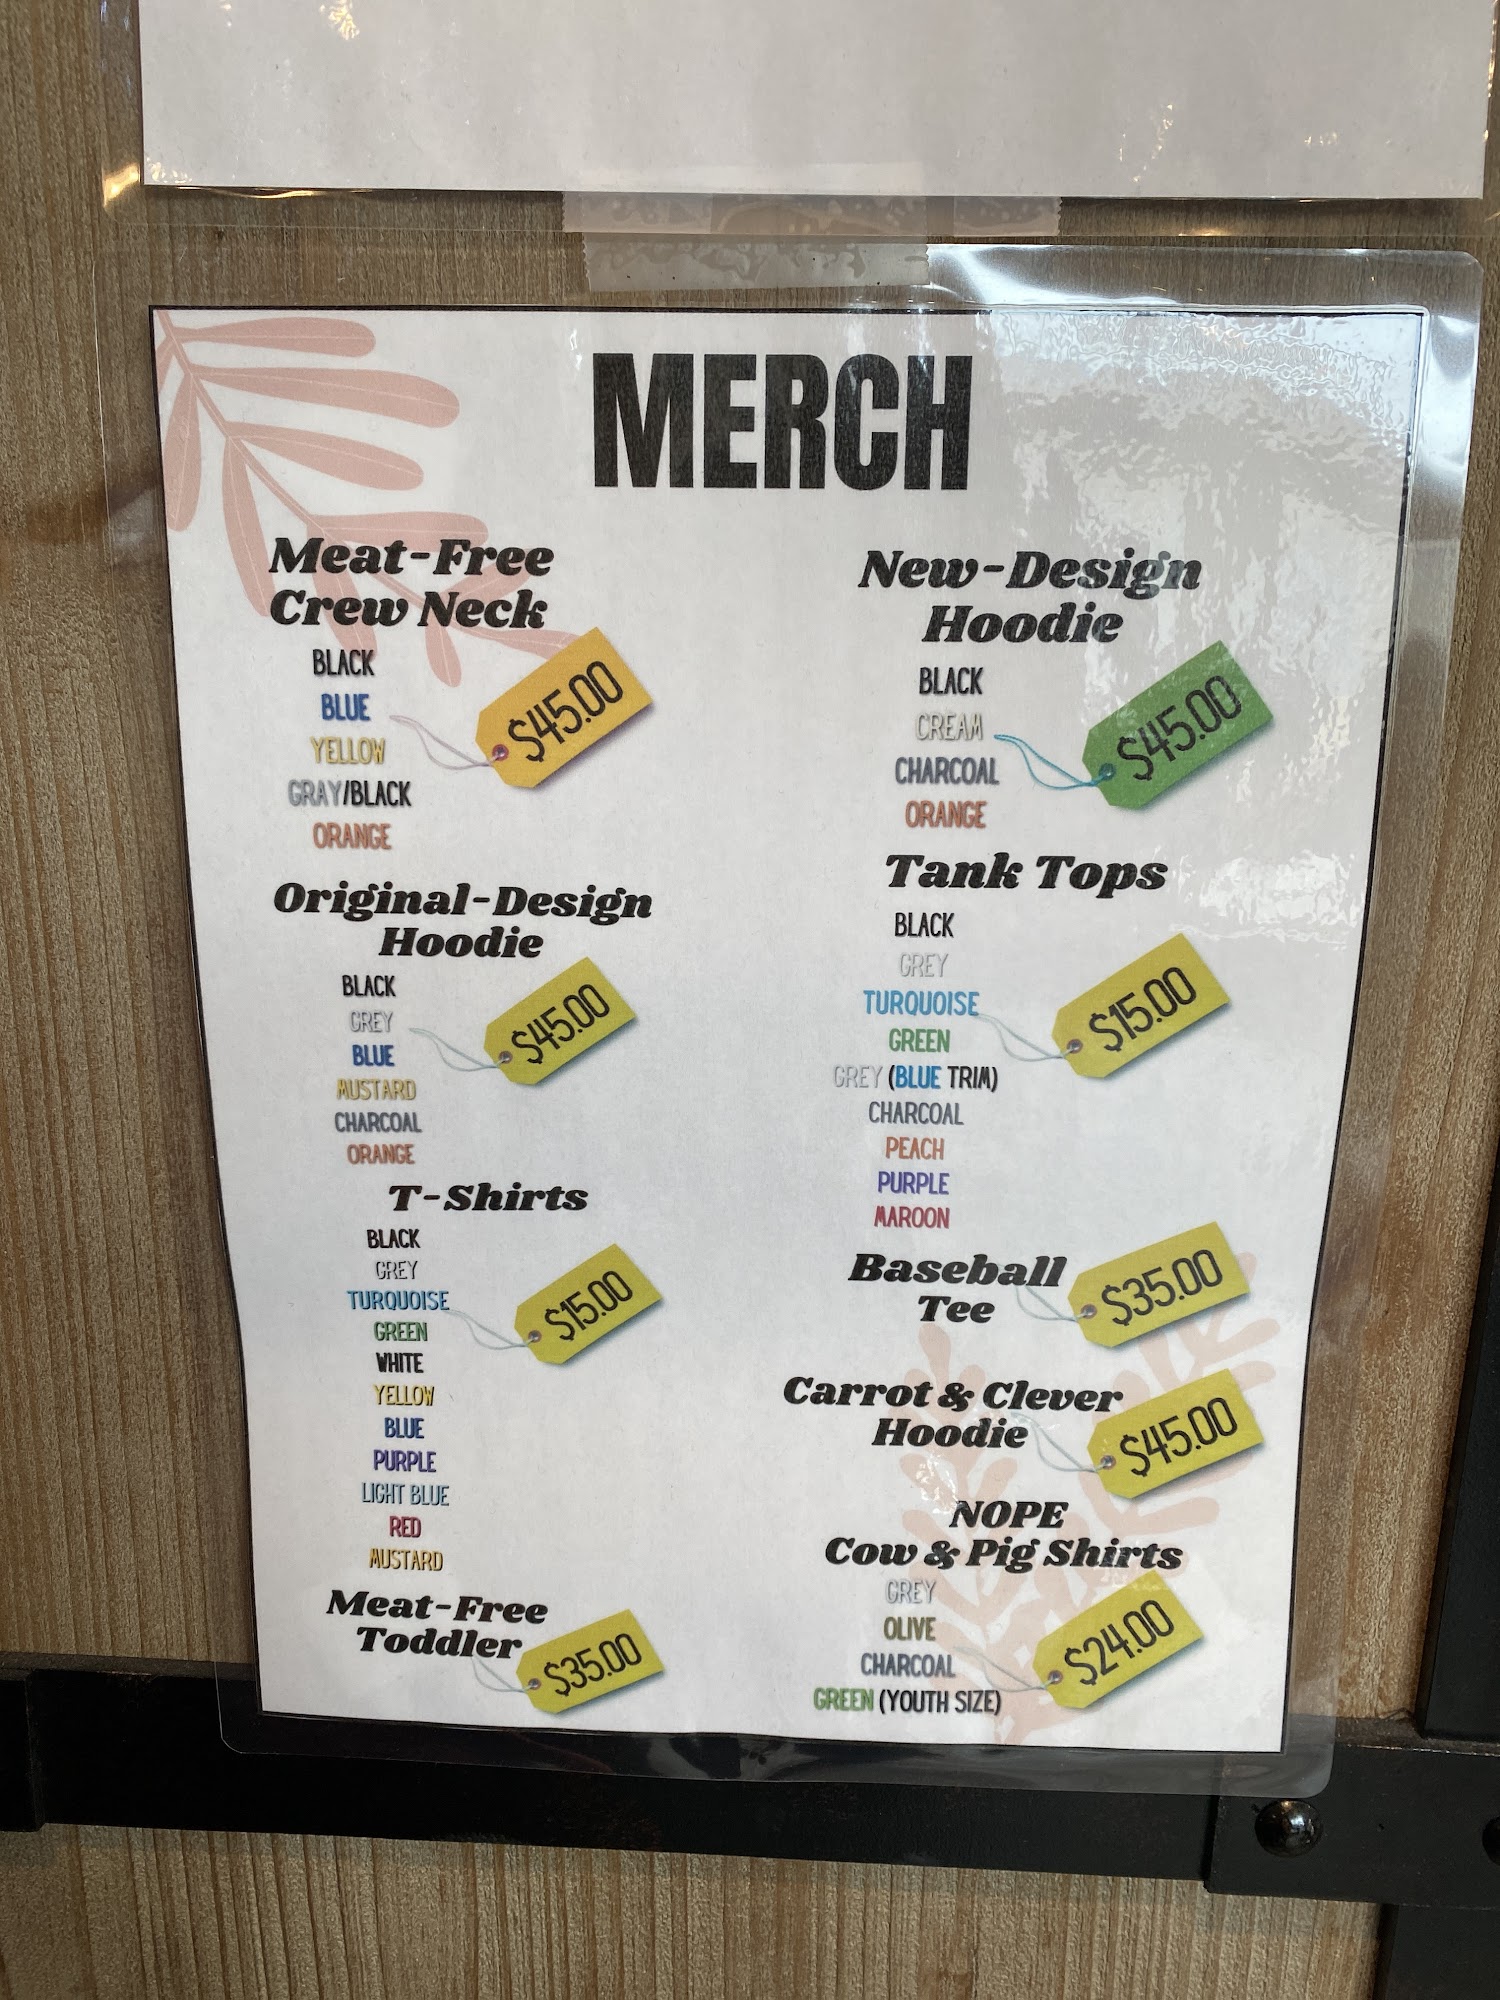 MERCH
Meat-Free
Crew Neck
BLACK
BLUE
YELLOW
GRAY/BLACK
ORANGE
$45.00
Original-Design
Hoodie
BLACK
GREY
BLUE
MUSTARD
CHARCOAL
ORANGE
$45.00
T-Shirts
BLACK
GREY
TURQUOISE
GREEN
WHITE
YELLOW
BLUE
PURPLE
LIGHT BLUE
RED
MUSTARD
$15.00
Meat-Free
Toddler
$35.00
New-Design
Hoodie
BLACK
CREAM
CHARCOAL
ORANGE
$45.00
Tank Tops
BLACK
GREY
TURQUOISE
GREEN
GREY (BLUE TRIM)
CHARCOAL
PEACH
PURPLE
MAROON
$15.00
Baseball
Tee
$35.00
Carrot & Clever
Hoodie
$45.00
NOPE
Cow & Pig Shirts
GREY
OLIVE
CHARCOAL
GREEN (YOUTH SIZE)
$24.00